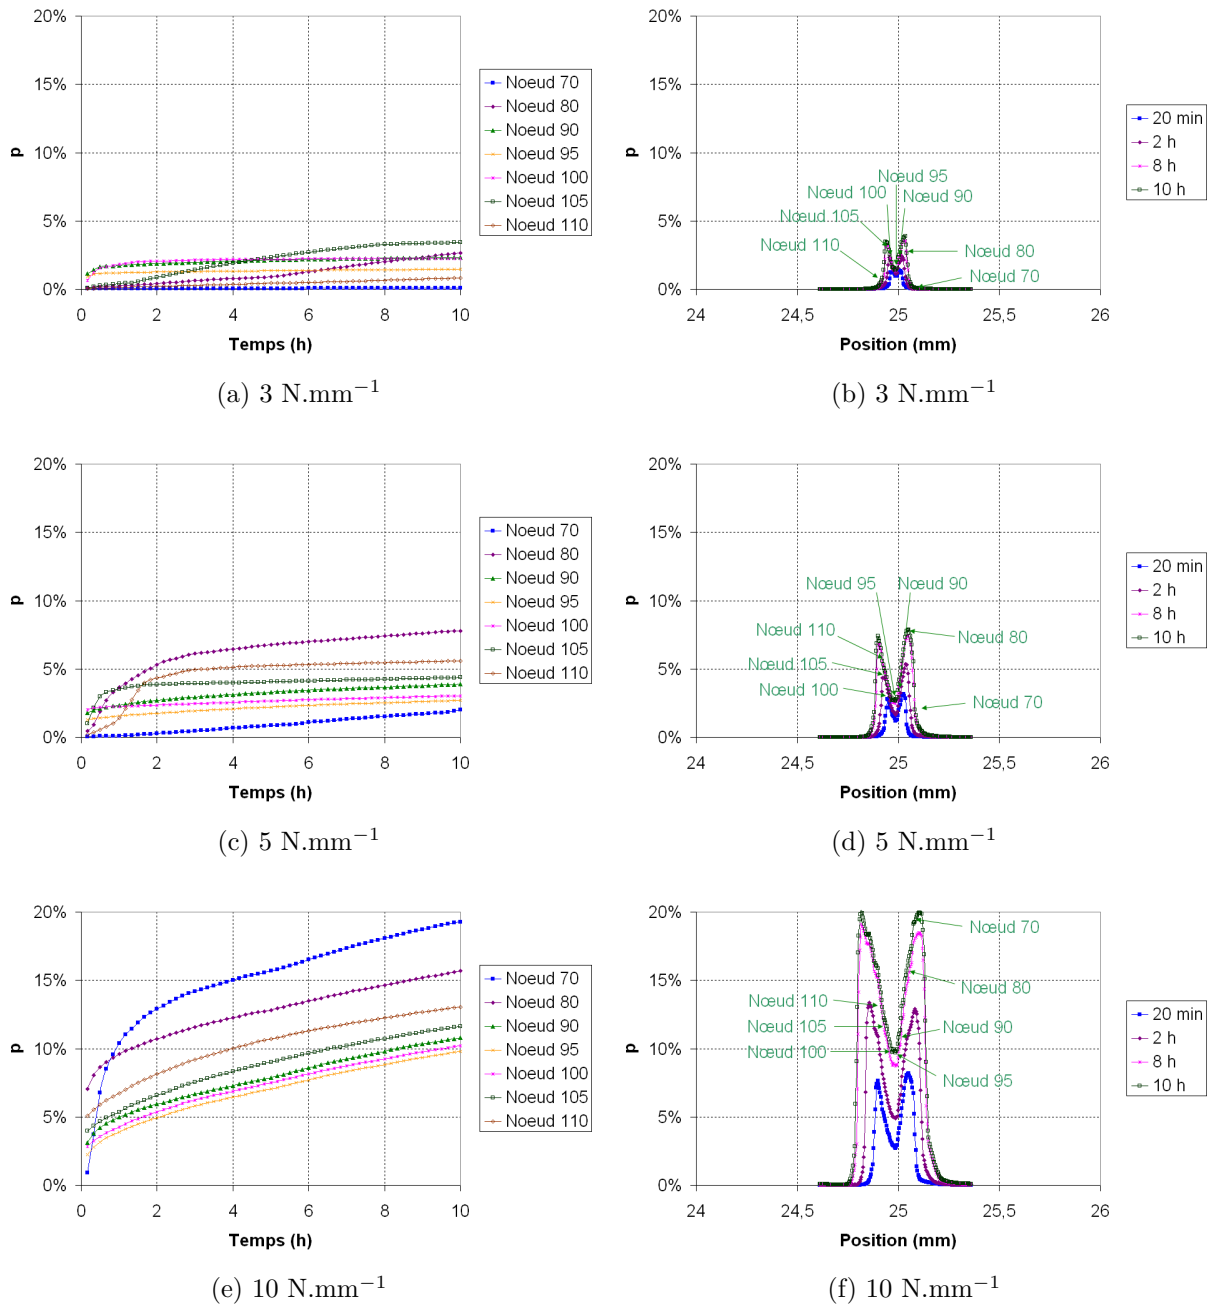 20%
15%
10%
5%
0%
p
0 2 4 6 8 10
Temps (h)
Noeud 70
Noeud 80
Noeud 90
Noeud 95
Noeud 100
Noeud 105
Noeud 110
(a) 3 N.mm⁻¹
20%
15%
10%
5%
0%
p
Nœud 95
Nœud 100
Nœud 90
Nœud 105
Nœud 110
Nœud 80
Nœud 70
24 24,5 25 25,5 26
Position (mm)
20 min
2 h
8 h
10 h
(b) 3 N.mm⁻¹
20%
15%
10%
5%
0%
p
0 2 4 6 8 10
Temps (h)
Noeud 70
Noeud 80
Noeud 90
Noeud 95
Noeud 100
Noeud 105
Noeud 110
(c) 5 N.mm⁻¹
20%
15%
10%
5%
0%
p
Nœud 95
Nœud 90
Nœud 110
Nœud 80
Nœud 105
Nœud 100
Nœud 70
24 24,5 25 25,5 26
Position (mm)
20 min
2 h
8 h
10 h
(d) 5 N.mm⁻¹
20%
15%
10%
5%
0%
p
0 2 4 6 8 10
Temps (h)
Noeud 70
Noeud 80
Noeud 90
Noeud 95
Noeud 100
Noeud 105
Noeud 110
(e) 10 N.mm⁻¹
20%
15%
10%
5%
0%
p
Nœud 70
Nœud 80
Nœud 110
Nœud 105
Nœud 90
Nœud 100
Nœud 95
24 24,5 25 25,5 26
Position (mm)
20 min
2 h
8 h
10 h
(f) 10 N.mm⁻¹